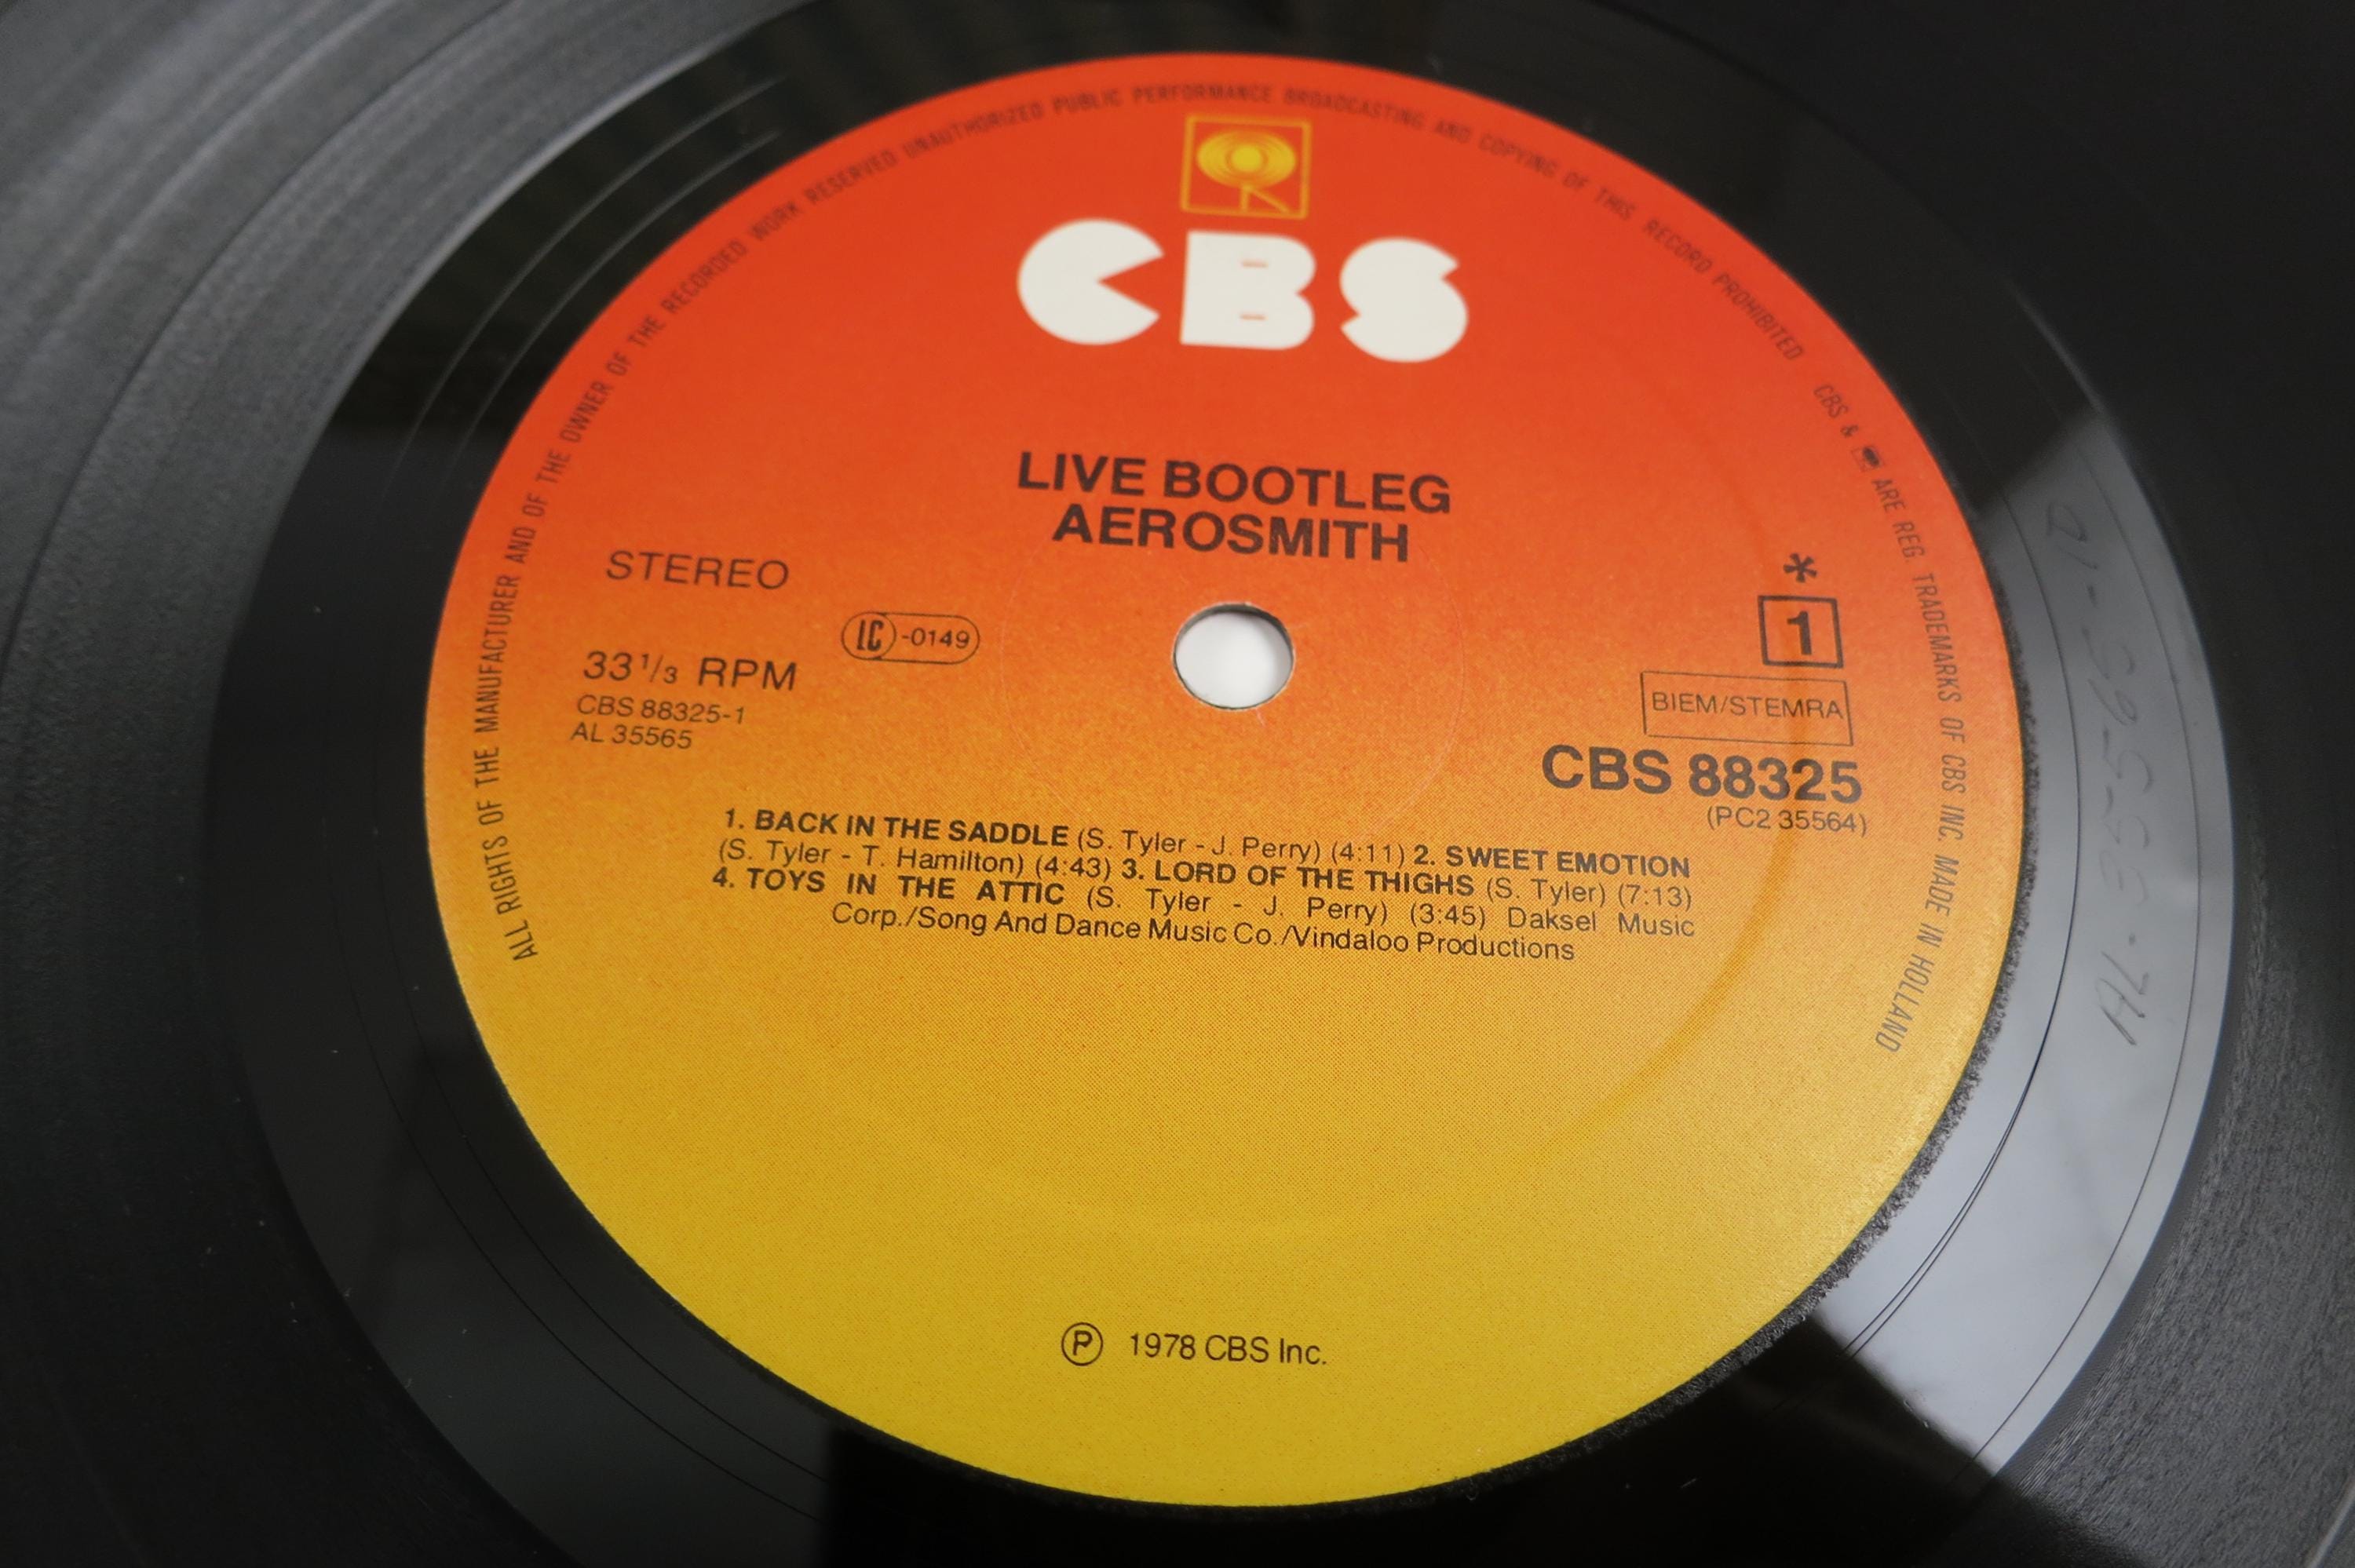 ALL RIGHTS OF THE MANUFACTURER AND OF THE OWNER OF THE RECORDED WORK RESERVED UNAUTHORIZED PUBLIC PERFORMANCE BROADCASTING AND COPYING OF THIS RECORD PROHIBITED CBS & ARE REG. TRADEMARKS OF CBS INC. MADE IN HOLLAND
CBS
LIVE BOOTLEG
AEROSMITH
STEREO
LC -0149
33 1/3 RPM
CBS 88325-1
AL 35565
*
1
BIEM/STEMRA
CBS 88325
(PC2 35564)
1. BACK IN THE SADDLE (S. Tyler - J. Perry) (4:11) 2. SWEET EMOTION
(S. Tyler - T. Hamilton) (4:43) 3. LORD OF THE THIGHS (S. Tyler) (7:13)
4. TOYS IN THE ATTIC (S. Tyler - J. Perry) (3:45) Daksel Music
Corp./Song And Dance Music Co./Vindaloo Productions
℗ 1978 CBS Inc.